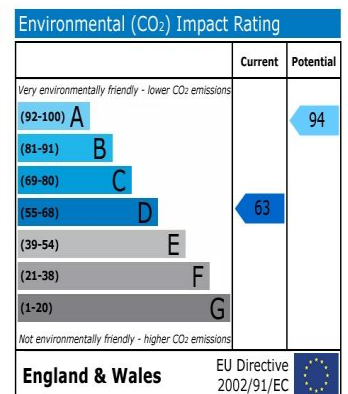 Environmental (CO₂) Impact Rating
Current Potential
Very environmentally friendly - lower CO₂ emissions
(92-100) A 94
(81-91) B
(69-80) C
(55-68) D 63
(39-54) E
(21-38) F
(1-20) G
Not environmentally friendly - higher CO₂ emissions
England & Wales
EU Directive
2002/91/EC